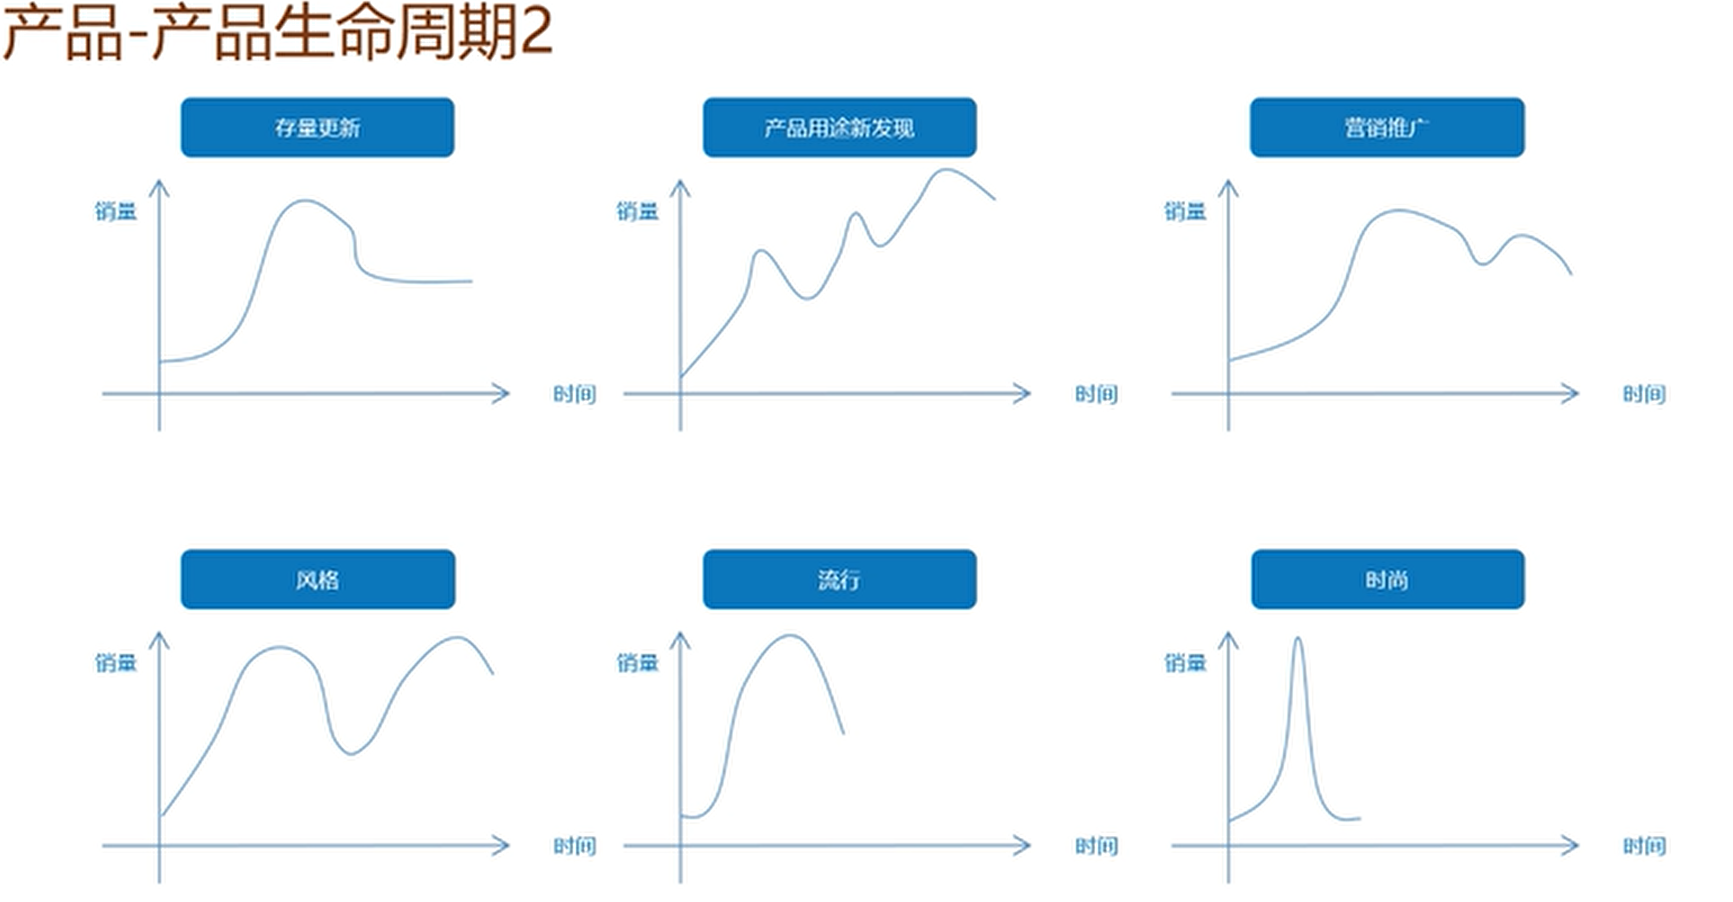 产品-产品生命周期2
存量更新
产品用途新发现
营销推广
销量
销量
销量
时间
时间
时间
风格
流行
时尚
销量
销量
销量
时间
时间
时间